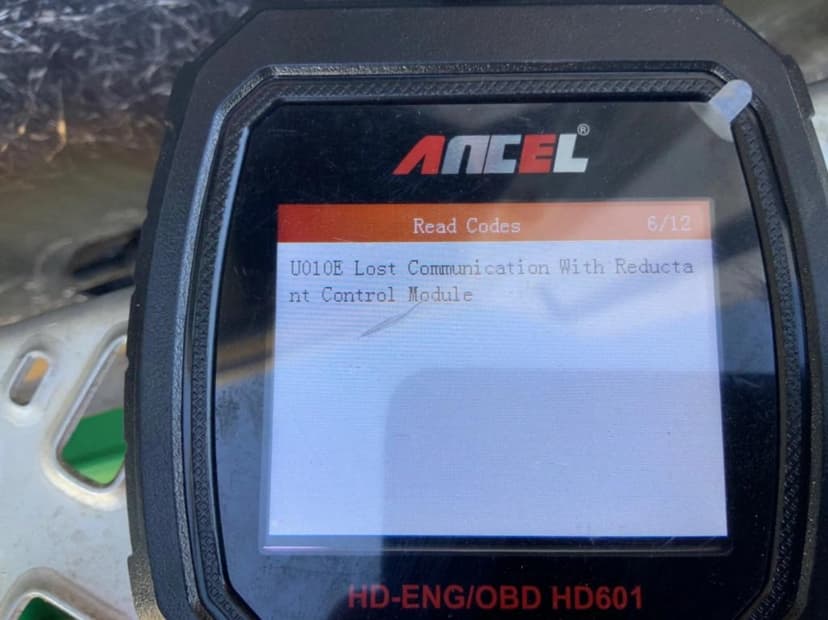 ANCEL®
Read Codes 6/12
U010E Lost Communication With Reducta
nt Control Module
HD-ENG/OBD HD601